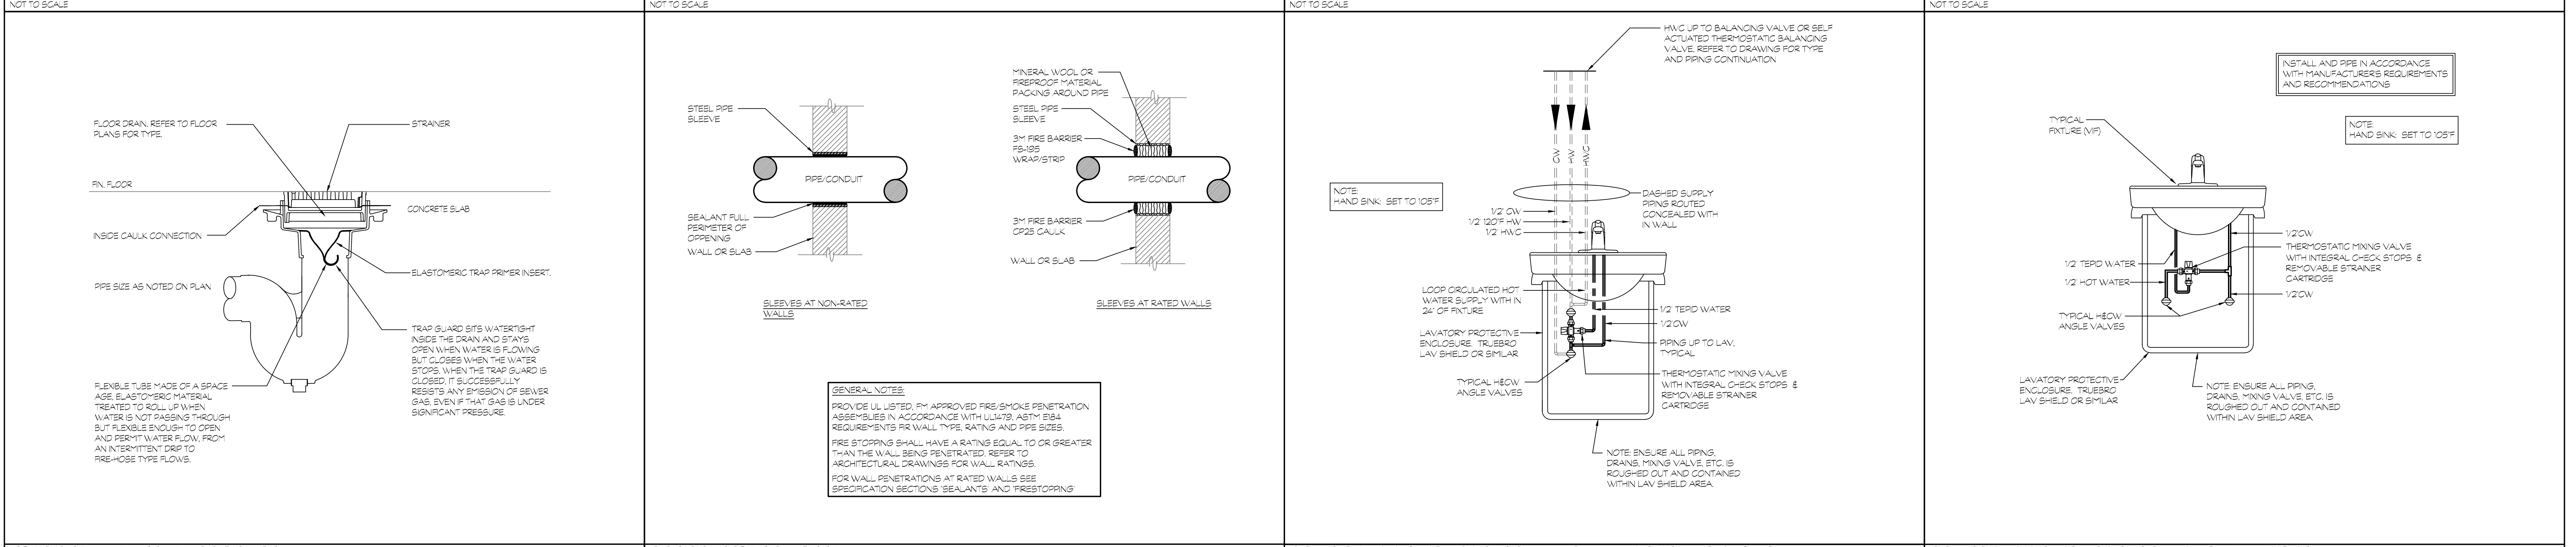 NOT TO SCALE
FLOOR DRAIN. REFER TO FLOOR
PLANS FOR TYPE.
STRAINER
FIN. FLOOR
CONCRETE SLAB
INSIDE CAULK CONNECTION
ELASTOMERIC TRAP PRIMER INSERT.
PIPE SIZE AS NOTED ON PLAN
TRAP GUARD SITS WATERTIGHT
INSIDE THE DRAIN AND STAYS
OPEN WHEN WATER IS FLOWING
BUT CLOSES WHEN THE WATER
STOPS. WHEN THE TRAP GUARD IS
CLOSED, IT SUCCESSFULLY
RESISTS ANY EMISSION OF SEWER
GAS, EVEN IF THAT GAS IS UNDER
SIGNIFICANT PRESSURE.
FLEXIBLE TUBE MADE OF A SPACE
AGE, ELASTOMERIC MATERIAL
TREATED TO ROLL UP WHEN
WATER IS NOT PASSING THROUGH
BUT FLEXIBLE ENOUGH TO OPEN
AND PERMIT WATER FLOW, FROM
AN INTERMITTENT DRIP TO
FIRE-HOSE TYPE FLOWS.
NOT TO SCALE
STEEL PIPE
SLEEVE
PIPE/CONDUIT
SEALANT FULL
PERIMETER OF
OPPENING
WALL OR SLAB
SLEEVES AT NON-RATED
WALLS
MINERAL WOOL OR
FIREPROOF MATERIAL
PACKING AROUND PIPE
STEEL PIPE
SLEEVE
3M FIRE BARRIER
FS-195
WRAP/STRIP
PIPE/CONDUIT
3M FIRE BARRIER
CP25 CAULK
WALL OR SLAB
SLEEVES AT RATED WALLS
GENERAL NOTES:
PROVIDE UL LISTED, FM APPROVED FIRE/SMOKE PENETRATION
ASSEMBLIES IN ACCORDANCE WITH UL1479, ASTM E184
REQUIREMENTS FIR WALL TYPE, RATING AND PIPE SIZES.
FIRE STOPPING SHALL HAVE A RATING EQUAL TO OR GREATER
THAN THE WALL BEING PENETRATED. REFER TO
ARCHITECTURAL DRAWINGS FOR WALL RATINGS.
FOR WALL PENETRATIONS AT RATED WALLS SEE
SPECIFICATION SECTIONS 'SEALANTS' AND 'FIRESTOPPING'
NOT TO SCALE
HWC UP TO BALANCING VALVE OR SELF
ACTUATED THERMOSTATIC BALANCING
VALVE, REFER TO DRAWING FOR TYPE
AND PIPING CONTINUATION
CW
HW
HWC
NOTE:
HAND SINK: SET TO 105°F
DASHED SUPPLY
PIPING ROUTED
CONCEALED WITH
IN WALL
1/2" CW
1/2" 120°F HW
1/2" HWC
LOOP CIRCULATED HOT
WATER SUPPLY WITH IN
24" OF FIXTURE
1/2" TEPID WATER
1/2"CW
LAVATORY PROTECTIVE
ENCLOSURE. TRUEBRO
LAV SHIELD OR SIMILAR
PIPING UP TO LAV,
TYPICAL
TYPICAL H&CW
ANGLE VALVES
THERMOSTATIC MIXING VALVE
WITH INTEGRAL CHECK STOPS &
REMOVABLE STRAINER
CARTRIDGE
NOTE: ENSURE ALL PIPING,
DRAINS, MIXING VALVE, ETC. IS
ROUGHED OUT AND CONTAINED
WITHIN LAV SHIELD AREA.
NOT TO SCALE
INSTALL AND PIPE IN ACCORDANCE
WITH MANUFACTURER'S REQUIREMENTS
AND RECOMMENDATIONS
NOTE:
HAND SINK: SET TO 105°F
TYPICAL
FIXTURE (VIF)
1/2"CW
THERMOSTATIC MIXING VALVE
WITH INTEGRAL CHECK STOPS &
REMOVABLE STRAINER
CARTRIDGE
1/2" TEPID WATER
1/2" HOT WATER
1/2"CW
TYPICAL H&CW
ANGLE VALVES
LAVATORY PROTECTIVE
ENCLOSURE. TRUEBRO
LAV SHIELD OR SIMILAR
NOTE: ENSURE ALL PIPING,
DRAINS, MIXING VALVE, ETC. IS
ROUGHED OUT AND CONTAINED
WITHIN LAV SHIELD AREA.